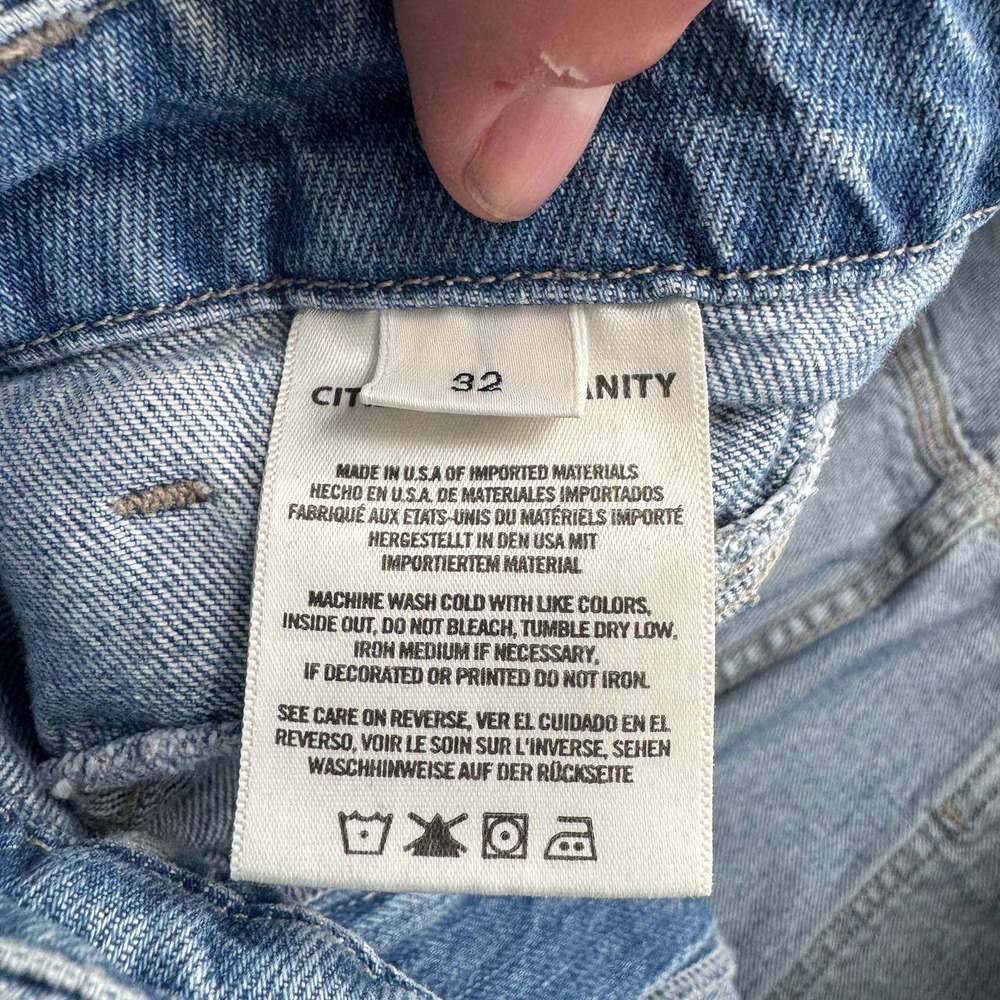 32
CIT ANITY
MADE IN U.S.A OF IMPORTED MATERIALS
HECHO EN U.S.A. DE MATERIALES IMPORTADOS
FABRIQUÉ AUX ETATS-UNIS DU MATÉRIELS IMPORTÉ
HERGESTELLT IN DEN USA MIT
IMPORTIERTEM MATERIAL
MACHINE WASH COLD WITH LIKE COLORS,
INSIDE OUT, DO NOT BLEACH, TUMBLE DRY LOW,
IRON MEDIUM IF NECESSARY,
IF DECORATED OR PRINTED DO NOT IRON.
SEE CARE ON REVERSE, VER EL CUIDADO EN EL
REVERSO, VOIR LE SOIN SUR L'INVERSE, SEHEN
WASCHHINWEISE AUF DER RÜCKSEITE